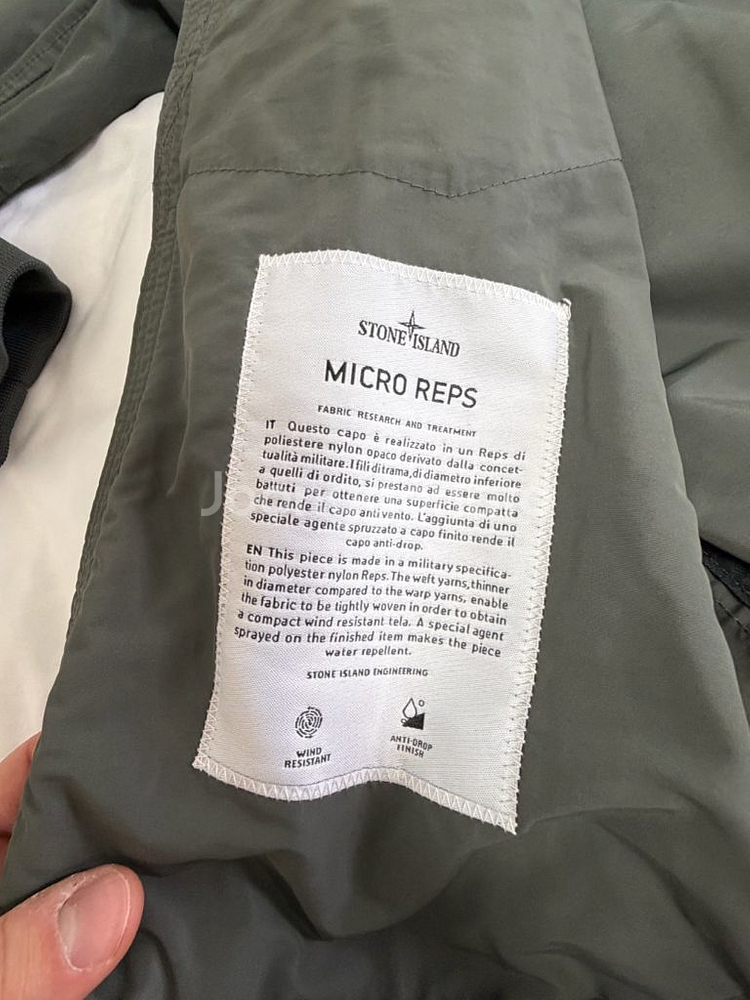 STONE ISLAND
MICRO REPS
FABRIC RESEARCH AND TREATMENT
IT Questo capo è realizzato in un Reps di
poliestere nylon opaco derivato dalla concet-
tualità militare. I fili di trama, di diametro inferiore
a quelli di ordito, si prestano ad essere molto
battuti per ottenere una superficie compatta
che rende il capo antivento. L'aggiunta di uno
speciale agente spruzzato a capo finito rende il
capo anti-drop.
EN This piece is made in a military specifica-
tion polyester nylon Reps. The weft yarns, thinner
in diameter compared to the warp yarns, enable
the fabric to be tightly woven in order to obtain
a compact wind resistant tela. A special agent
sprayed on the finished item makes the piece
water repellent.
STONE ISLAND ENGINEERING
WIND
RESISTANT
ANTI-DROP
FINISH